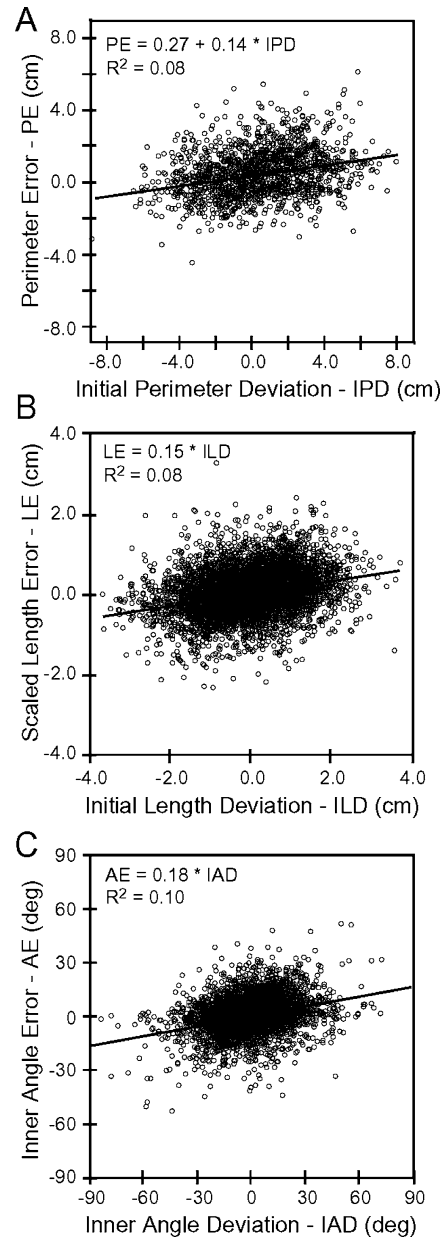 A
PE = 0.27 + 0.14 * IPD
R² = 0.08
Perimeter Error - PE (cm)
8.0
4.0
0.0
-4.0
-8.0
-8.0 -4.0 0.0 4.0 8.0
Initial Perimeter Deviation - IPD (cm)
B
LE = 0.15 * ILD
R² = 0.08
Scaled Length Error - LE (cm)
4.0
2.0
0.0
-2.0
-4.0
-4.0 -2.0 0.0 2.0 4.0
Initial Length Deviation - ILD (cm)
C
AE = 0.18 * IAD
R² = 0.10
Inner Angle Error - AE (deg)
90
60
30
0
-30
-60
-90
-90 -60 -30 0 30 60 90
Inner Angle Deviation - IAD (deg)